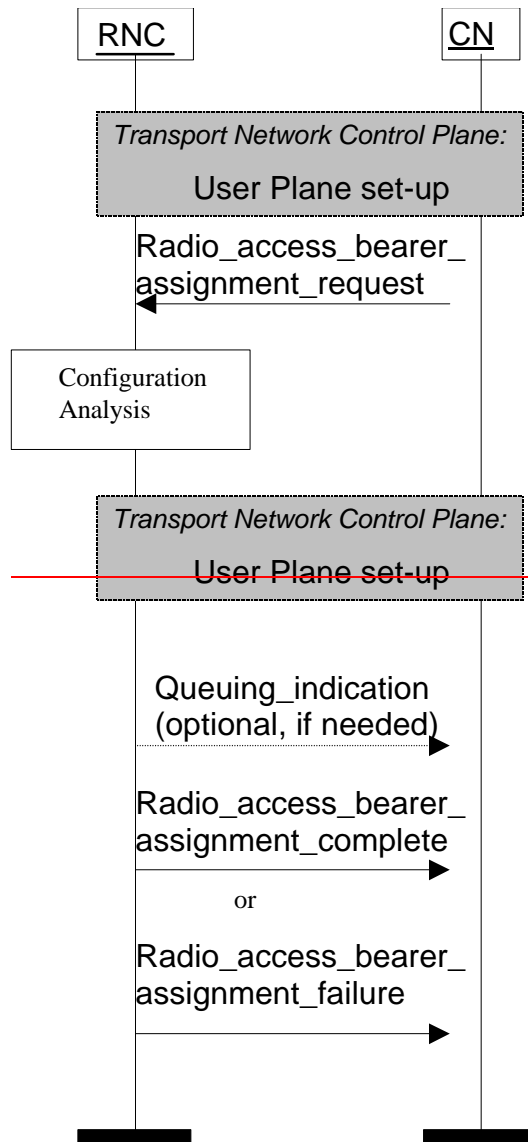 RNC
CN
Transport Network Control Plane:
User Plane set-up
Radio_access_bearer_
assignment_request
Configuration
Analysis
Transport Network Control Plane:
User Plane set-up
Queuing_indication
(optional, if needed)
Radio_access_bearer_
assignment_complete
or
Radio_access_bearer_
assignment_failure